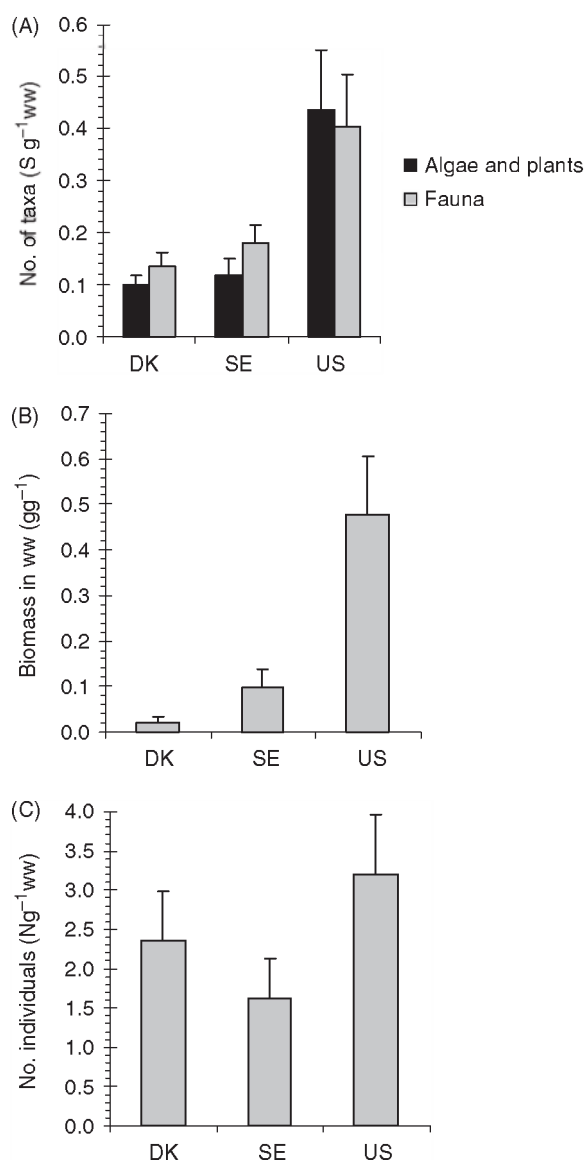 (A)
No. of taxa (S g⁻¹ww)
0.6
0.5
0.4
0.3
0.2
0.1
0.0
DK SE US
Algae and plants
Fauna
(B)
Biomass in ww (gg⁻¹)
0.7
0.6
0.5
0.4
0.3
0.2
0.1
0.0
DK SE US
(C)
No. individuals (Ng⁻¹ww)
4.0
3.5
3.0
2.5
2.0
1.5
1.0
0.5
0.0
DK SE US